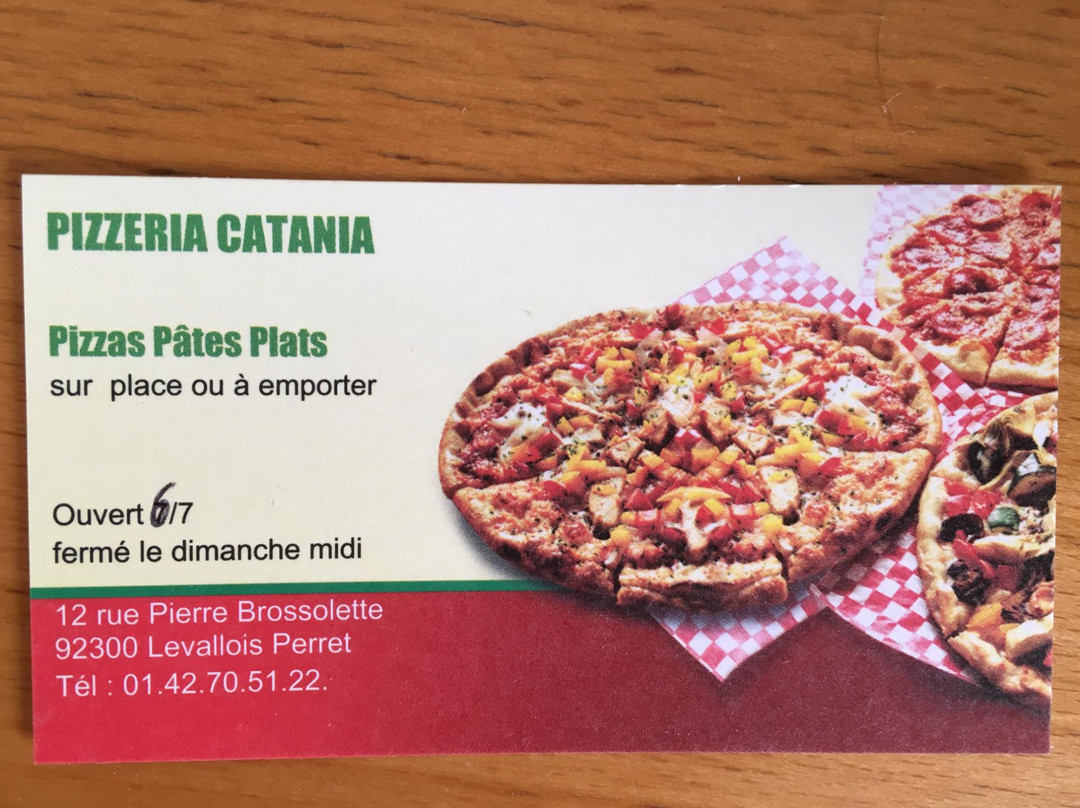 PIZZERIA CATANIA
Pizzas Pâtes Plats
sur place ou à emporter
Ouvert 6/7
fermé le dimanche midi
12 rue Pierre Brossolette
92300 Levallois Perret
Tél : 01.42.70.51.22.